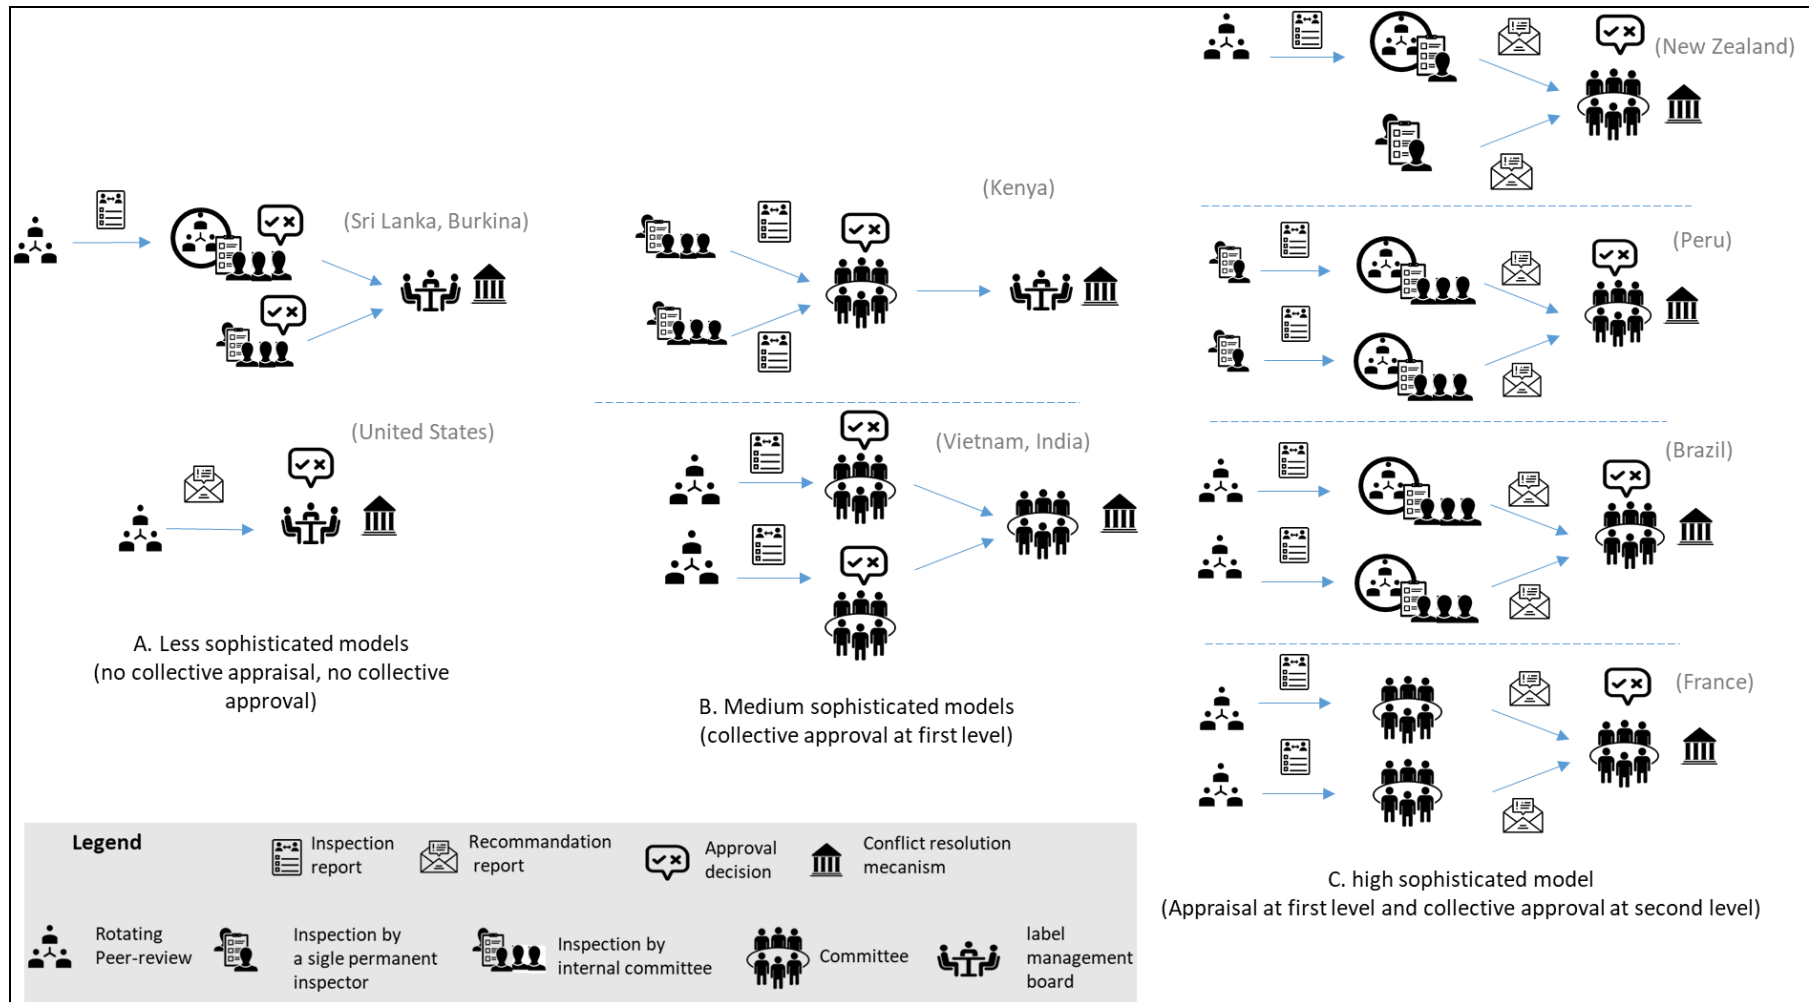 (Sri Lanka, Burkina)
(United States)
A. Less sophisticated models
(no collective appraisal, no collective
approval)
(Kenya)
(Vietnam, India)
B. Medium sophisticated models
(collective approval at first level)
(New Zealand)
(Peru)
(Brazil)
(France)
C. high sophisticated model
(Appraisal at first level and collective approval at second level)
Legend
Inspection
report
Recommandation
report
Approval
decision
Conflict resolution
mecanism
Rotating
Peer-review
Inspection by
a sigle permanent
inspector
Inspection by
internal committee
Committee
label
management
board